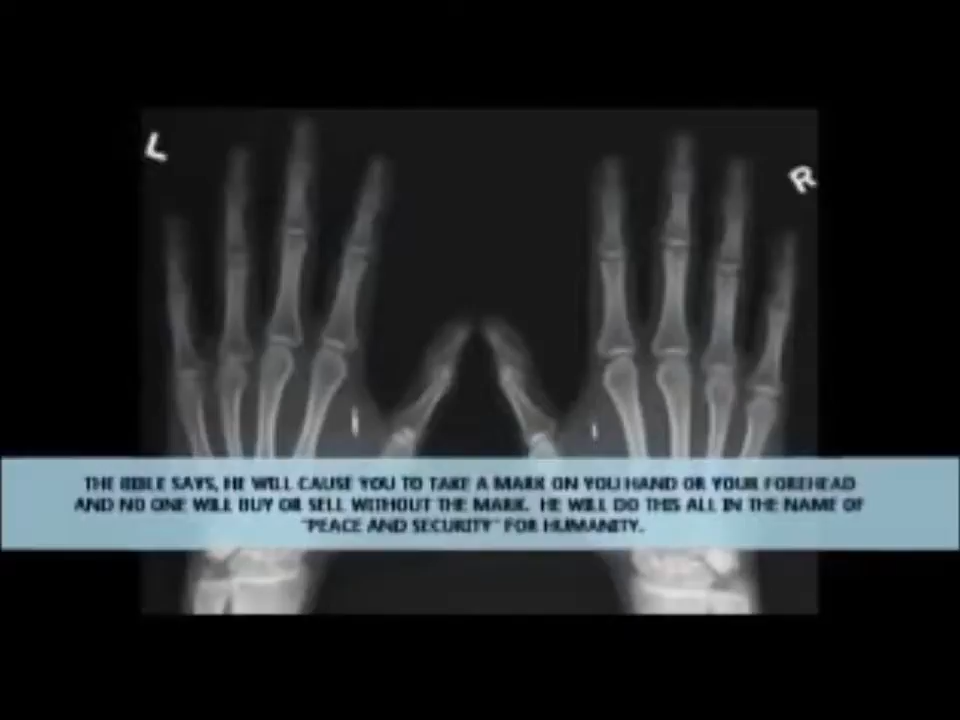 L
R
THE BIBLE SAYS, HE WILL CAUSE YOU TO TAKE A MARK ON YOU HAND OR YOUR FOREHEAD
AND NO ONE WILL BUY OR SELL WITHOUT THE MARK. HE WILL DO THIS ALL IN THE NAME OF
"PEACE AND SECURITY" FOR HUMANITY.